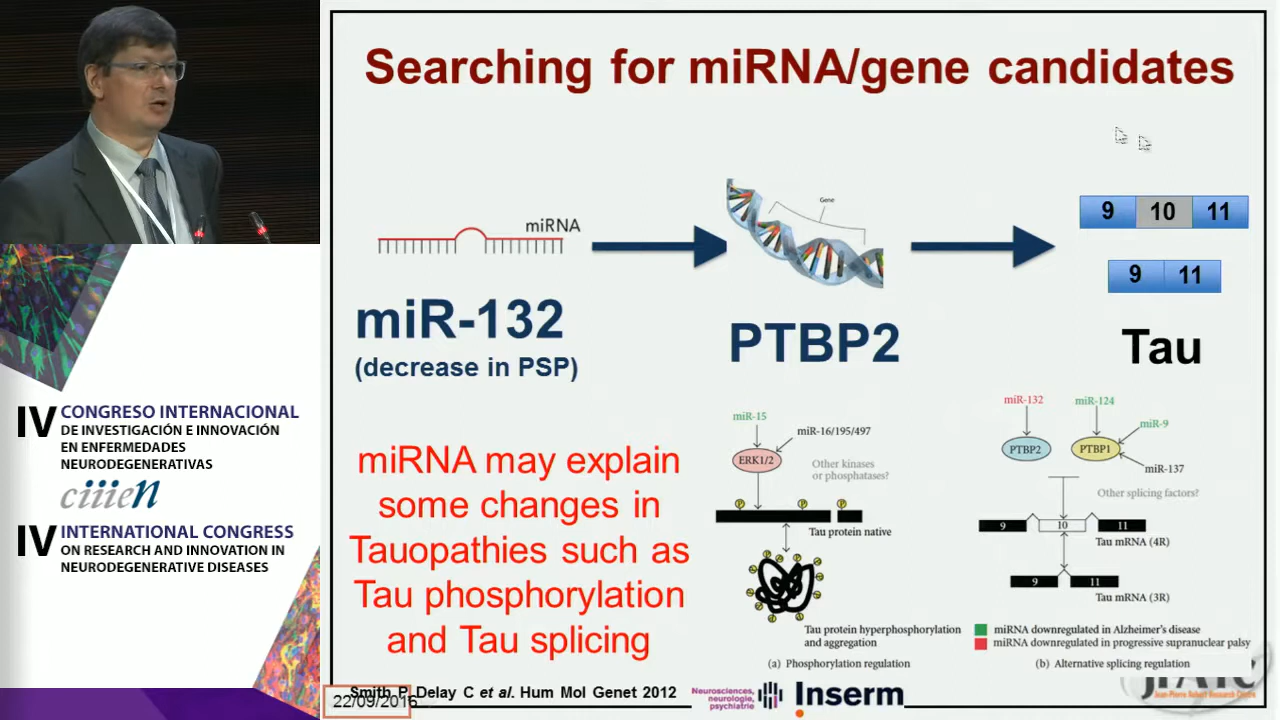 Searching for miRNA/gene candidates
miRNA
miR-132
(decrease in PSP)
Gene
PTBP2
9 10 11
9 11
Tau
miRNA may explain
some changes in
Tauopathies such as
Tau phosphorylation
and Tau splicing
miR-15
miR-16/195/497
ERK1/2
Other kinases
or phosphatases?
P P P
Tau protein native
Tau protein hyperphosphorylation
and aggregation
(a) Phosphorylation regulation
miR-132 miR-124
miR-9
PTBP2 PTBP1
miR-137
Other splicing factors?
9 10 11
Tau mRNA (4R)
9 11
Tau mRNA (3R)
miRNA downregulated in Alzheimer's disease
miRNA downregulated in progressive supranuclear palsy
(b) Alternative splicing regulation
Smith P, Delay C et al. Hum Mol Genet 2012
22/09/2016
Neurosciences,
neurologie,
psychiatrie
Inserm
Research Centre
IV CONGRESO INTERNACIONAL
DE INVESTIGACIÓN E INNOVACIÓN
EN ENFERMEDADES
NEURODEGENERATIVAS
ciiien
IV INTERNATIONAL CONGRESS
ON RESEARCH AND INNOVATION IN
NEURODEGENERATIVE DISEASES